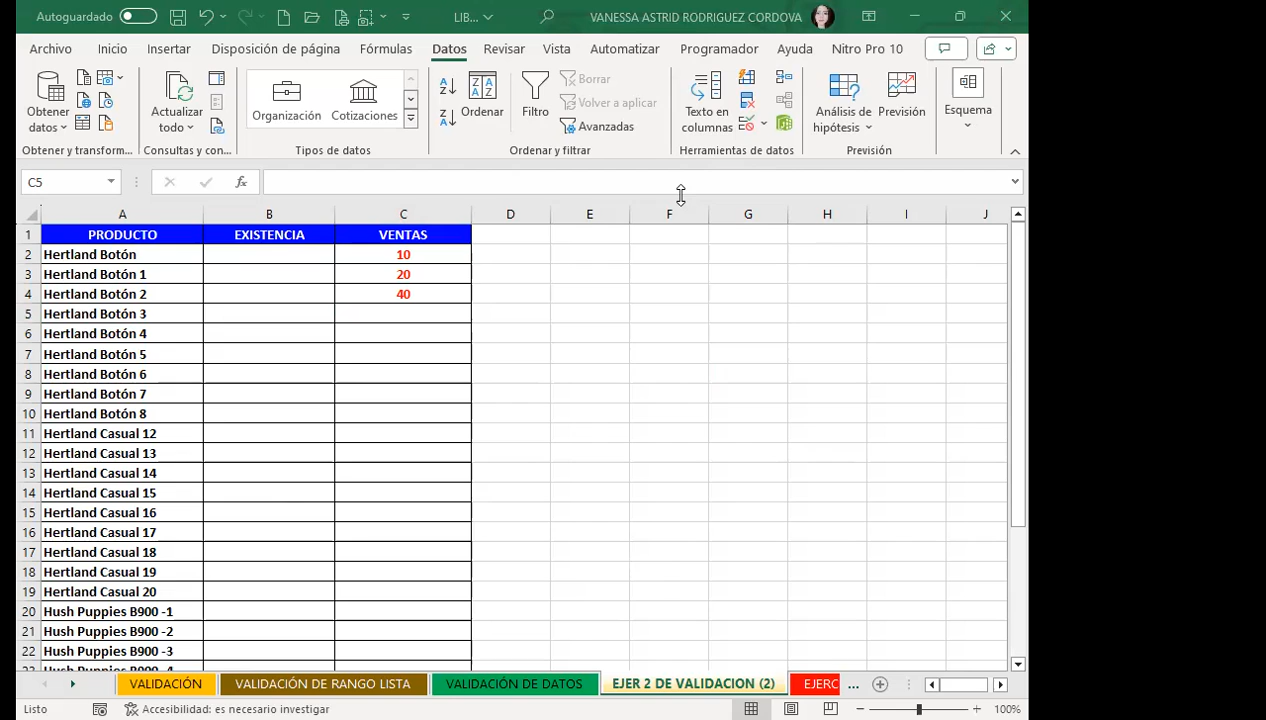 Autoguardado LIB... VANESSA ASTRID RODRIGUEZ CORDOVA
Archivo Inicio Insertar Disposición de página Fórmulas Datos Revisar Vista Automatizar Programador Ayuda Nitro Pro 10
Obtener datos
Actualizar todo
Organización
Cotizaciones
Ordenar
Filtro
Borrar
Volver a aplicar
Avanzadas
Texto en columnas
Análisis de hipótesis
Previsión
Esquema
Obtener y transform... Consultas y con... Tipos de datos Ordenar y filtrar Herramientas de datos Previsión
C5 fx
A B C D E F G H I J
1 PRODUCTO EXISTENCIA VENTAS
2 Hertland Botón 10
3 Hertland Botón 1 20
4 Hertland Botón 2 40
5 Hertland Botón 3
6 Hertland Botón 4
7 Hertland Botón 5
8 Hertland Botón 6
9 Hertland Botón 7
10 Hertland Botón 8
11 Hertland Casual 12
12 Hertland Casual 13
13 Hertland Casual 14
14 Hertland Casual 15
15 Hertland Casual 16
16 Hertland Casual 17
17 Hertland Casual 18
18 Hertland Casual 19
19 Hertland Casual 20
20 Hush Puppies B900 -1
21 Hush Puppies B900 -2
22 Hush Puppies B900 -3
23 Hush Puppies B900 -4
VALIDACIÓN VALIDACIÓN DE RANGO LISTA VALIDACIÓN DE DATOS EJER 2 DE VALIDACION (2) EJERC ...
Listo Accesibilidad: es necesario investigar 100%